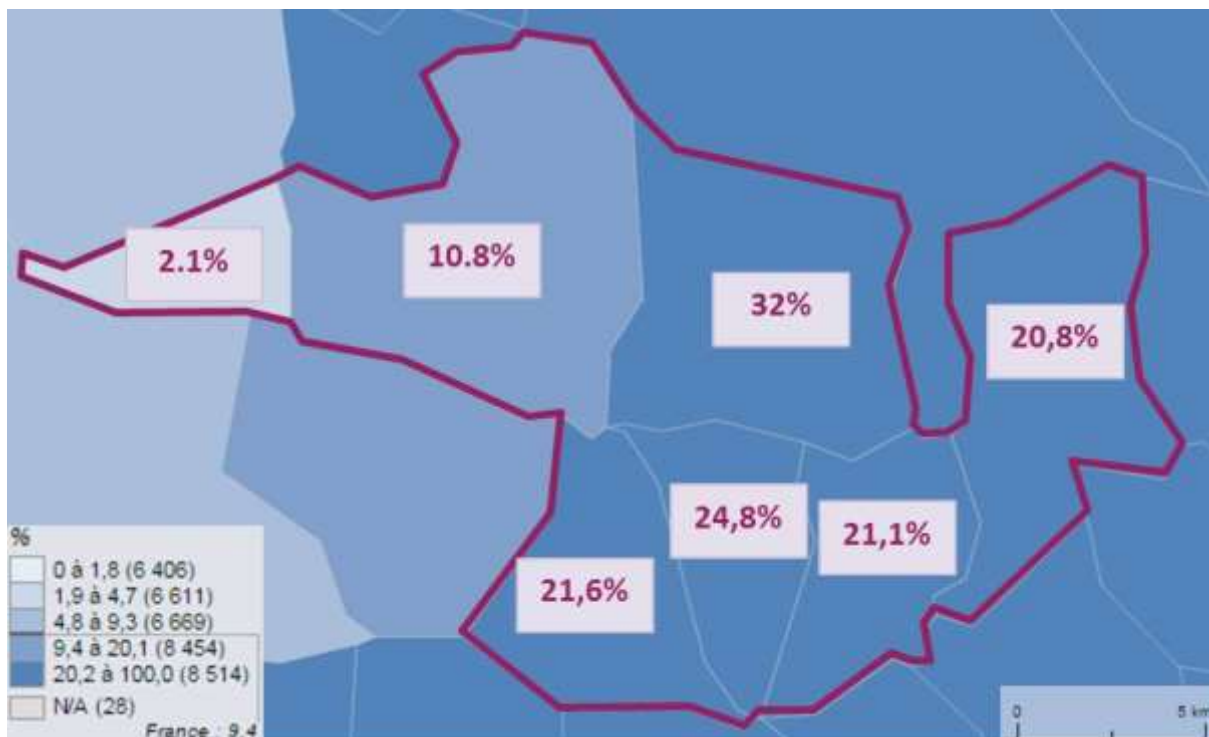 2.1%
10.8%
32%
20,8%
24,8%
21,1%
21,6%
%
0 à 1,8 (6 406)
1,9 à 4,7 (6 611)
4,8 à 9,3 (6 669)
9,4 à 20,1 (8 454)
20,2 à 100,0 (8 514)
N/A (28)
France : 9,4
0 5 km